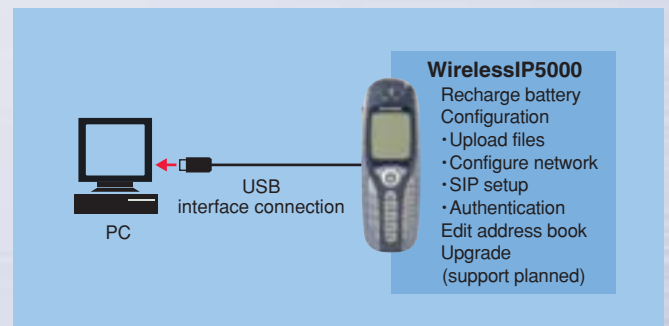 WirelessIP5000
Recharge battery
Configuration
・Upload files
・Configure network
・SIP setup
・Authentication
Edit address book
Upgrade
(support planned)
USB
interface connection
PC